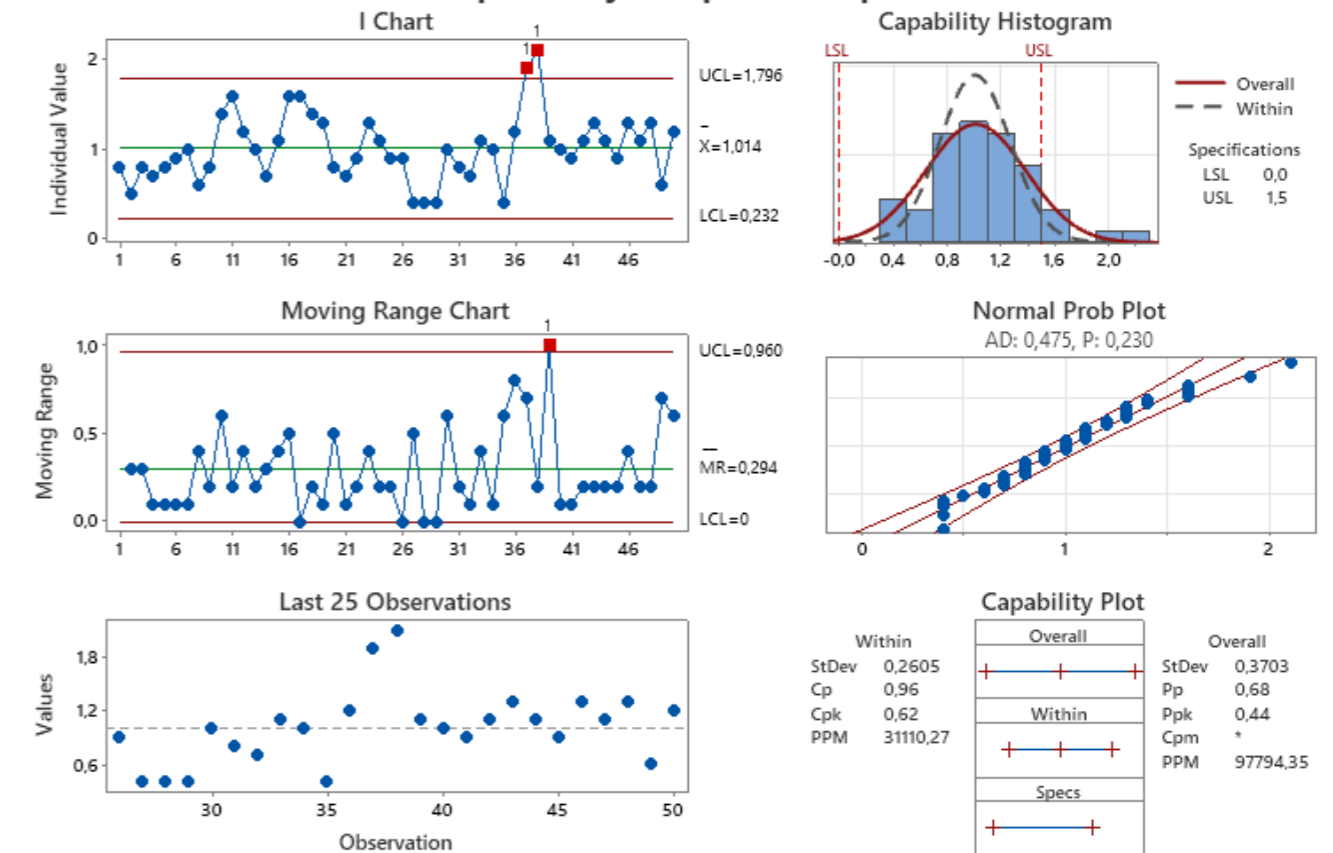 I Chart
Individual Value
2
1
0
1
1
UCL=1,796
X=1,014
LCL=0,232
1 6 11 16 21 26 31 36 41 46
Capability Histogram
LSL USL
-0,0 0,4 0,8 1,2 1,6 2,0
Overall
Within
Specifications
LSL 0,0
USL 1,5
Moving Range Chart
Moving Range
1,0
0,5
0,0
1
UCL=0,960
MR=0,294
LCL=0
1 6 11 16 21 26 31 36 41 46
Normal Prob Plot
AD: 0,475, P: 0,230
0 1 2
Last 25 Observations
Values
1,8
1,2
0,6
30 35 40 45 50
Observation
Capability Plot
Within
StDev 0,2605
Cp 0,96
Cpk 0,62
PPM 31110,27
Overall
Within
Specs
Overall
StDev 0,3703
Pp 0,68
Ppk 0,44
Cpm *
PPM 97794,35